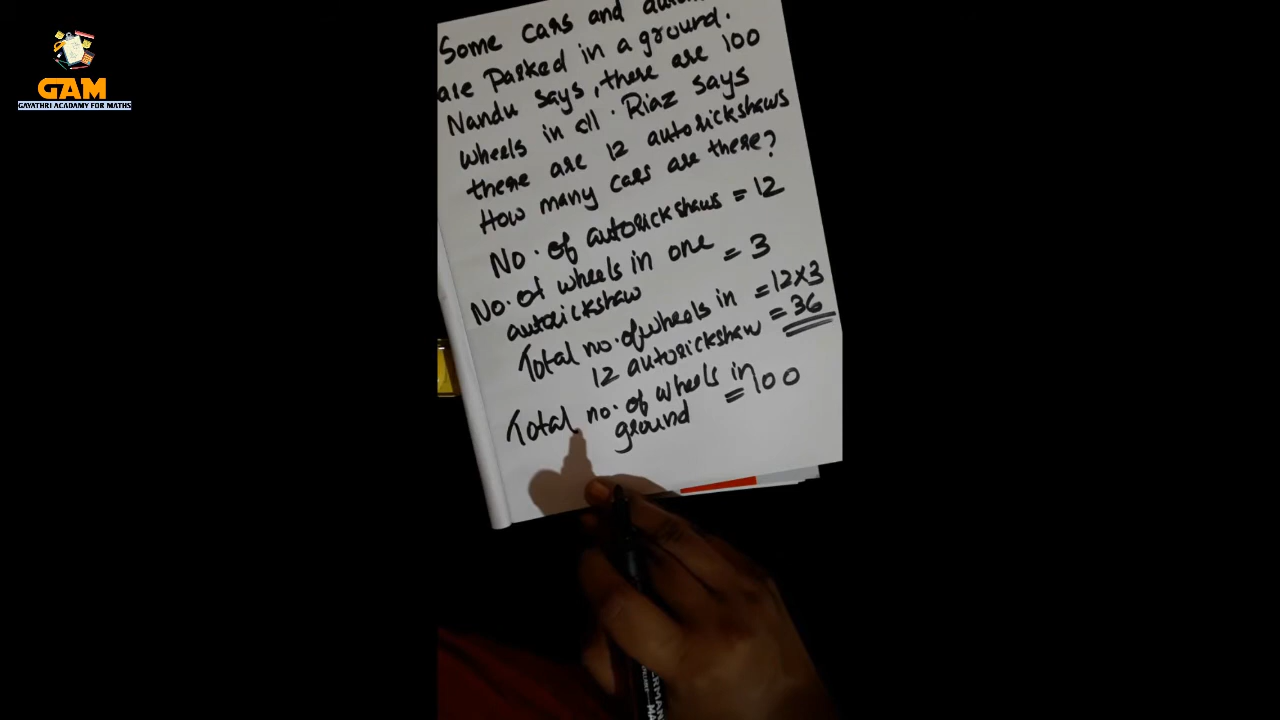 GAM
GAYATHRI ACADAMY FOR MATHS
Some cars and
are Parked in a ground.
Nandu says, there are 100
wheels in all. Riaz says
there are 12 autorickshaws
How many cars are there?
No. of autorickshaws = 12
No. of wheels in one = 3
autorickshaw
Total no. of wheels in = 12x3
12 autorickshaw = 36
Total no. of wheels in = 100
ground